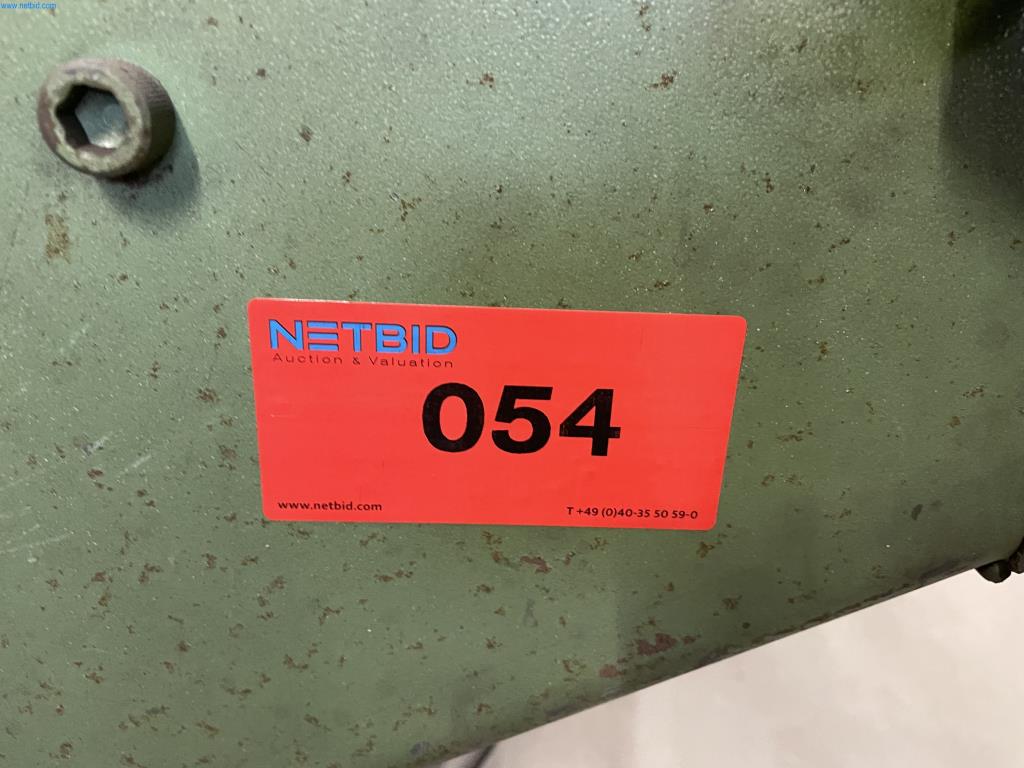 www.netbid.com
NETBID
Auction & Valuation
054
www.netbid.com
T +49 (0)40-35 50 59-0